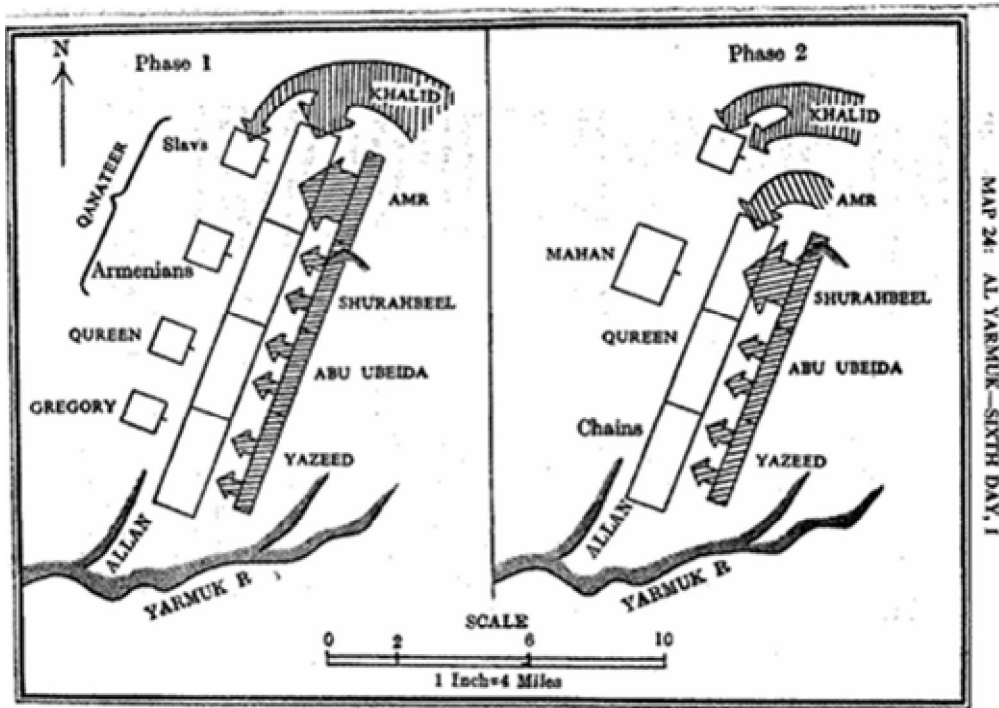 Phase 1
N
KHALID
Slavs
QANATEER
AMR
Armenians
SHURAHBEEL
QUREEN
ABU UBEIDA
GREGORY
YAZEED
ALLAN
YARMUK R
Phase 2
KHALID
AMR
MAHAN
SHURAHBEEL
QUREEN
ABU UBEIDA
Chains
YAZEED
ALLAN
YARMUK R
SCALE
0 2 6 10
1 Inch=4 Miles
MAP 24: AL YARMUK—SIXTH DAY, I